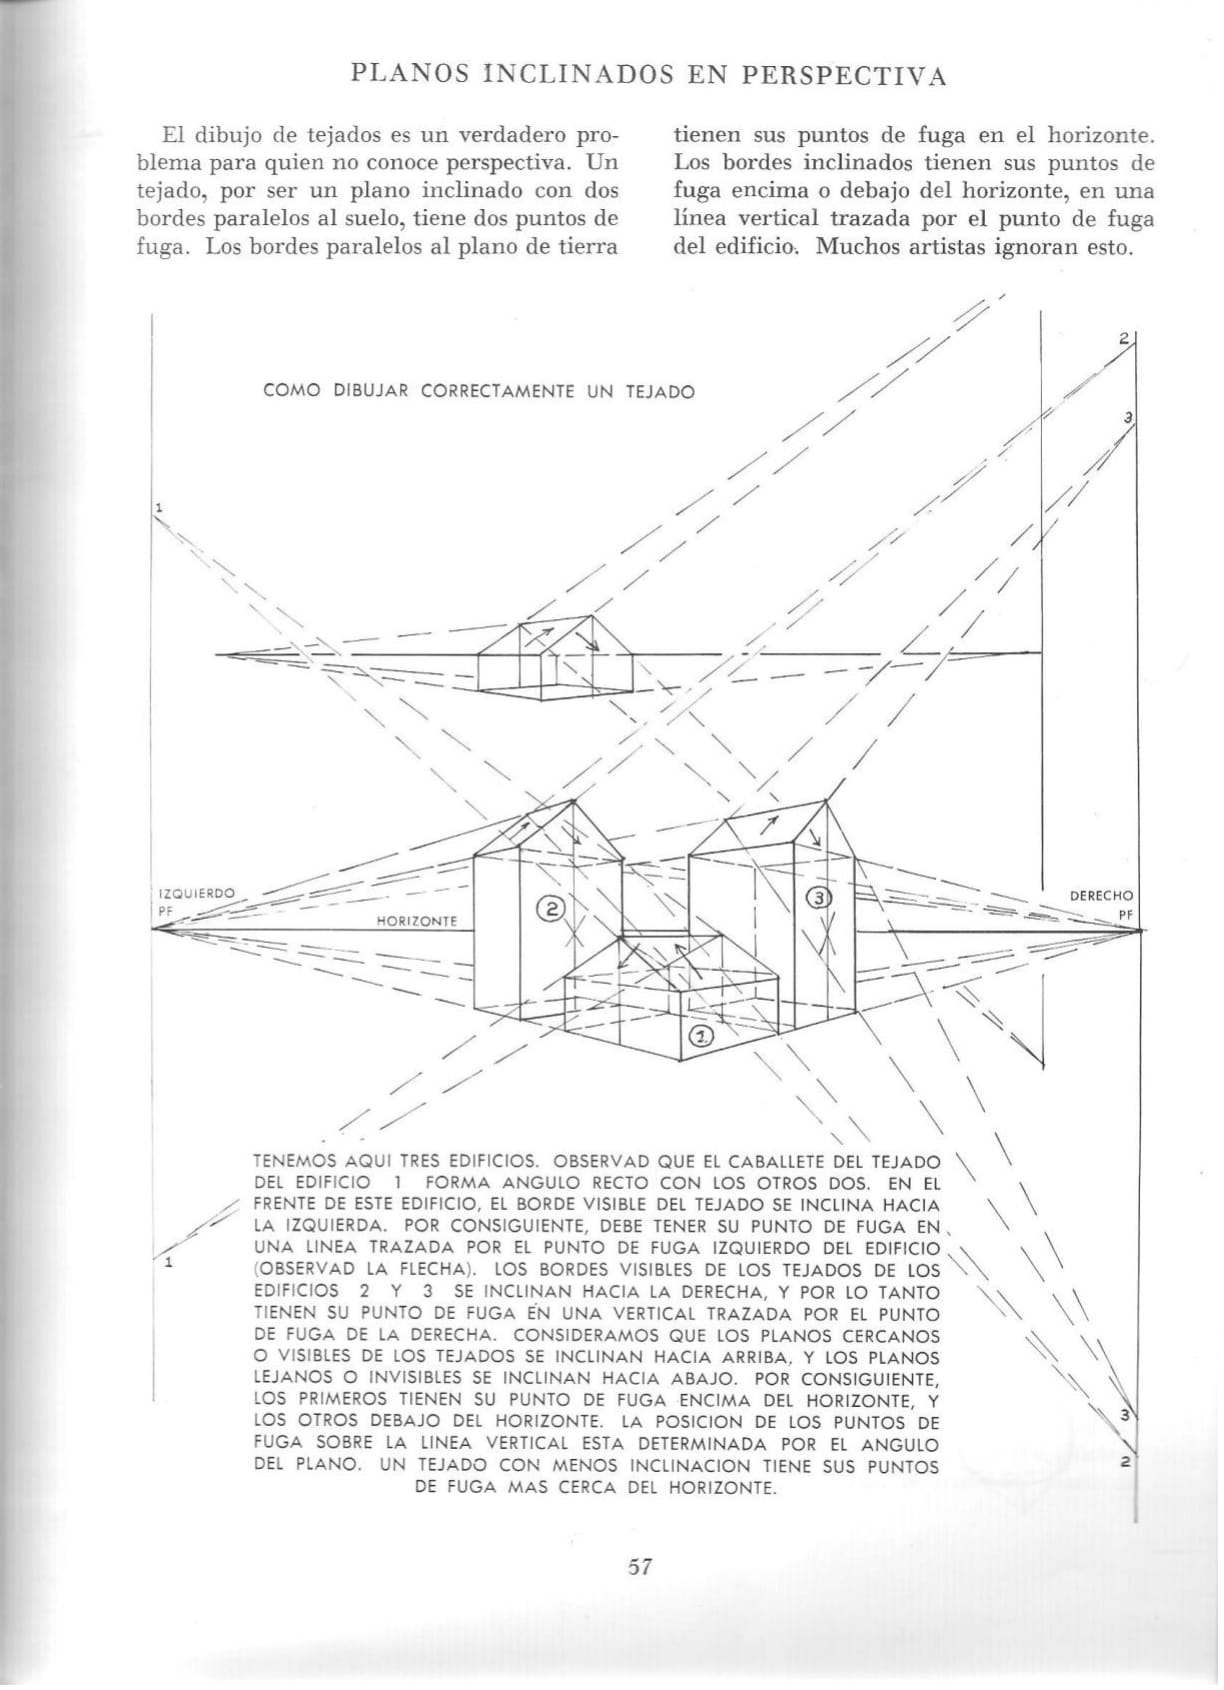 PLANOS INCLINADOS EN PERSPECTIVA
El dibujo de tejados es un verdadero pro-
blema para quien no conoce perspectiva. Un
tejado, por ser un plano inclinado con dos
bordes paralelos al suelo, tiene dos puntos de
fuga. Los bordes paralelos al plano de tierra
tienen sus puntos de fuga en el horizonte.
Los bordes inclinados tienen sus puntos de
fuga encima o debajo del horizonte, en una
línea vertical trazada por el punto de fuga
del edificio. Muchos artistas ignoran esto.
2
COMO DIBUJAR CORRECTAMENTE UN TEJADO
3
1
IZQUIERDO
PF
HORIZONTE
2
3
DERECHO
PF
1.
TENEMOS AQUI TRES EDIFICIOS. OBSERVAD QUE EL CABALLETE DEL TEJADO
DEL EDIFICIO 1 FORMA ANGULO RECTO CON LOS OTROS DOS. EN EL
FRENTE DE ESTE EDIFICIO, EL BORDE VISIBLE DEL TEJADO SE INCLINA HACIA
LA IZQUIERDA. POR CONSIGUIENTE, DEBE TENER SU PUNTO DE FUGA EN
UNA LINEA TRAZADA POR EL PUNTO DE FUGA IZQUIERDO DEL EDIFICIO
(OBSERVAD LA FLECHA). LOS BORDES VISIBLES DE LOS TEJADOS DE LOS
EDIFICIOS 2 Y 3 SE INCLINAN HACIA LA DERECHA, Y POR LO TANTO
TIENEN SU PUNTO DE FUGA EN UNA VERTICAL TRAZADA POR EL PUNTO
DE FUGA DE LA DERECHA. CONSIDERAMOS QUE LOS PLANOS CERCANOS
O VISIBLES DE LOS TEJADOS SE INCLINAN HACIA ARRIBA, Y LOS PLANOS
LEJANOS O INVISIBLES SE INCLINAN HACIA ABAJO. POR CONSIGUIENTE,
LOS PRIMEROS TIENEN SU PUNTO DE FUGA ENCIMA DEL HORIZONTE, Y
LOS OTROS DEBAJO DEL HORIZONTE. LA POSICION DE LOS PUNTOS DE
FUGA SOBRE LA LINEA VERTICAL ESTA DETERMINADA POR EL ANGULO
DEL PLANO. UN TEJADO CON MENOS INCLINACION TIENE SUS PUNTOS
DE FUGA MAS CERCA DEL HORIZONTE.
1
3
2
57